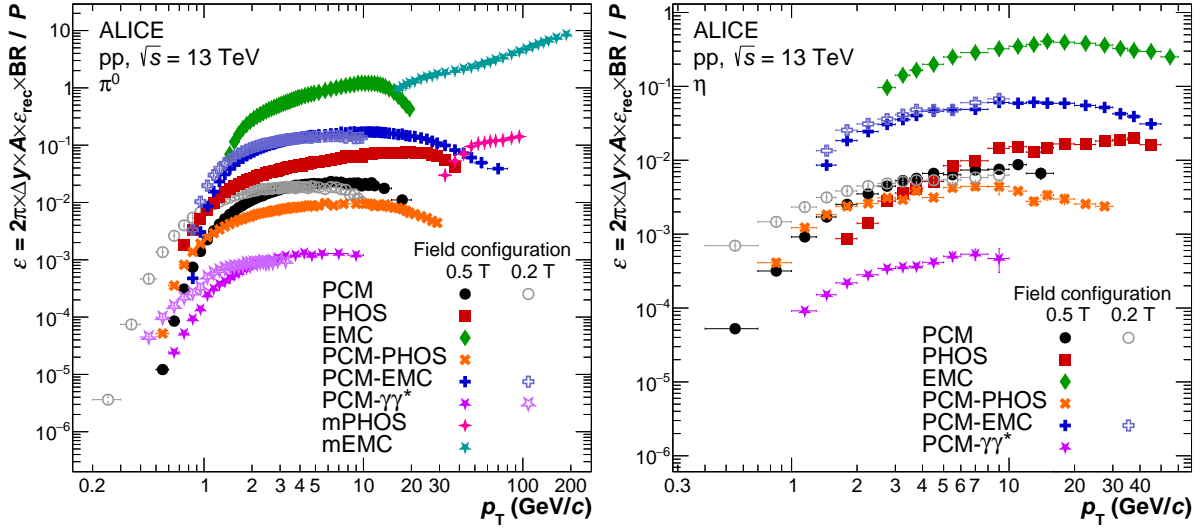 ε = 2π×Δy×A×ε_rec×BR / P
10
1
10⁻¹
10⁻²
10⁻³
10⁻⁴
10⁻⁵
10⁻⁶
ALICE
pp, √s = 13 TeV
π⁰
Field configuration
0.5 T 0.2 T
PCM
PHOS
EMC
PCM-PHOS
PCM-EMC
PCM-γγ*
mPHOS
mEMC
0.2 1 2 3 4 5 10 20 30 100 200
p_T (GeV/c)
ε = 2π×Δy×A×ε_rec×BR / P
1
10⁻¹
10⁻²
10⁻³
10⁻⁴
10⁻⁵
10⁻⁶
ALICE
pp, √s = 13 TeV
η
Field configuration
0.5 T 0.2 T
PCM
PHOS
EMC
PCM-PHOS
PCM-EMC
PCM-γγ*
0.3 1 2 3 4 5 6 7 10 20 30 40
p_T (GeV/c)